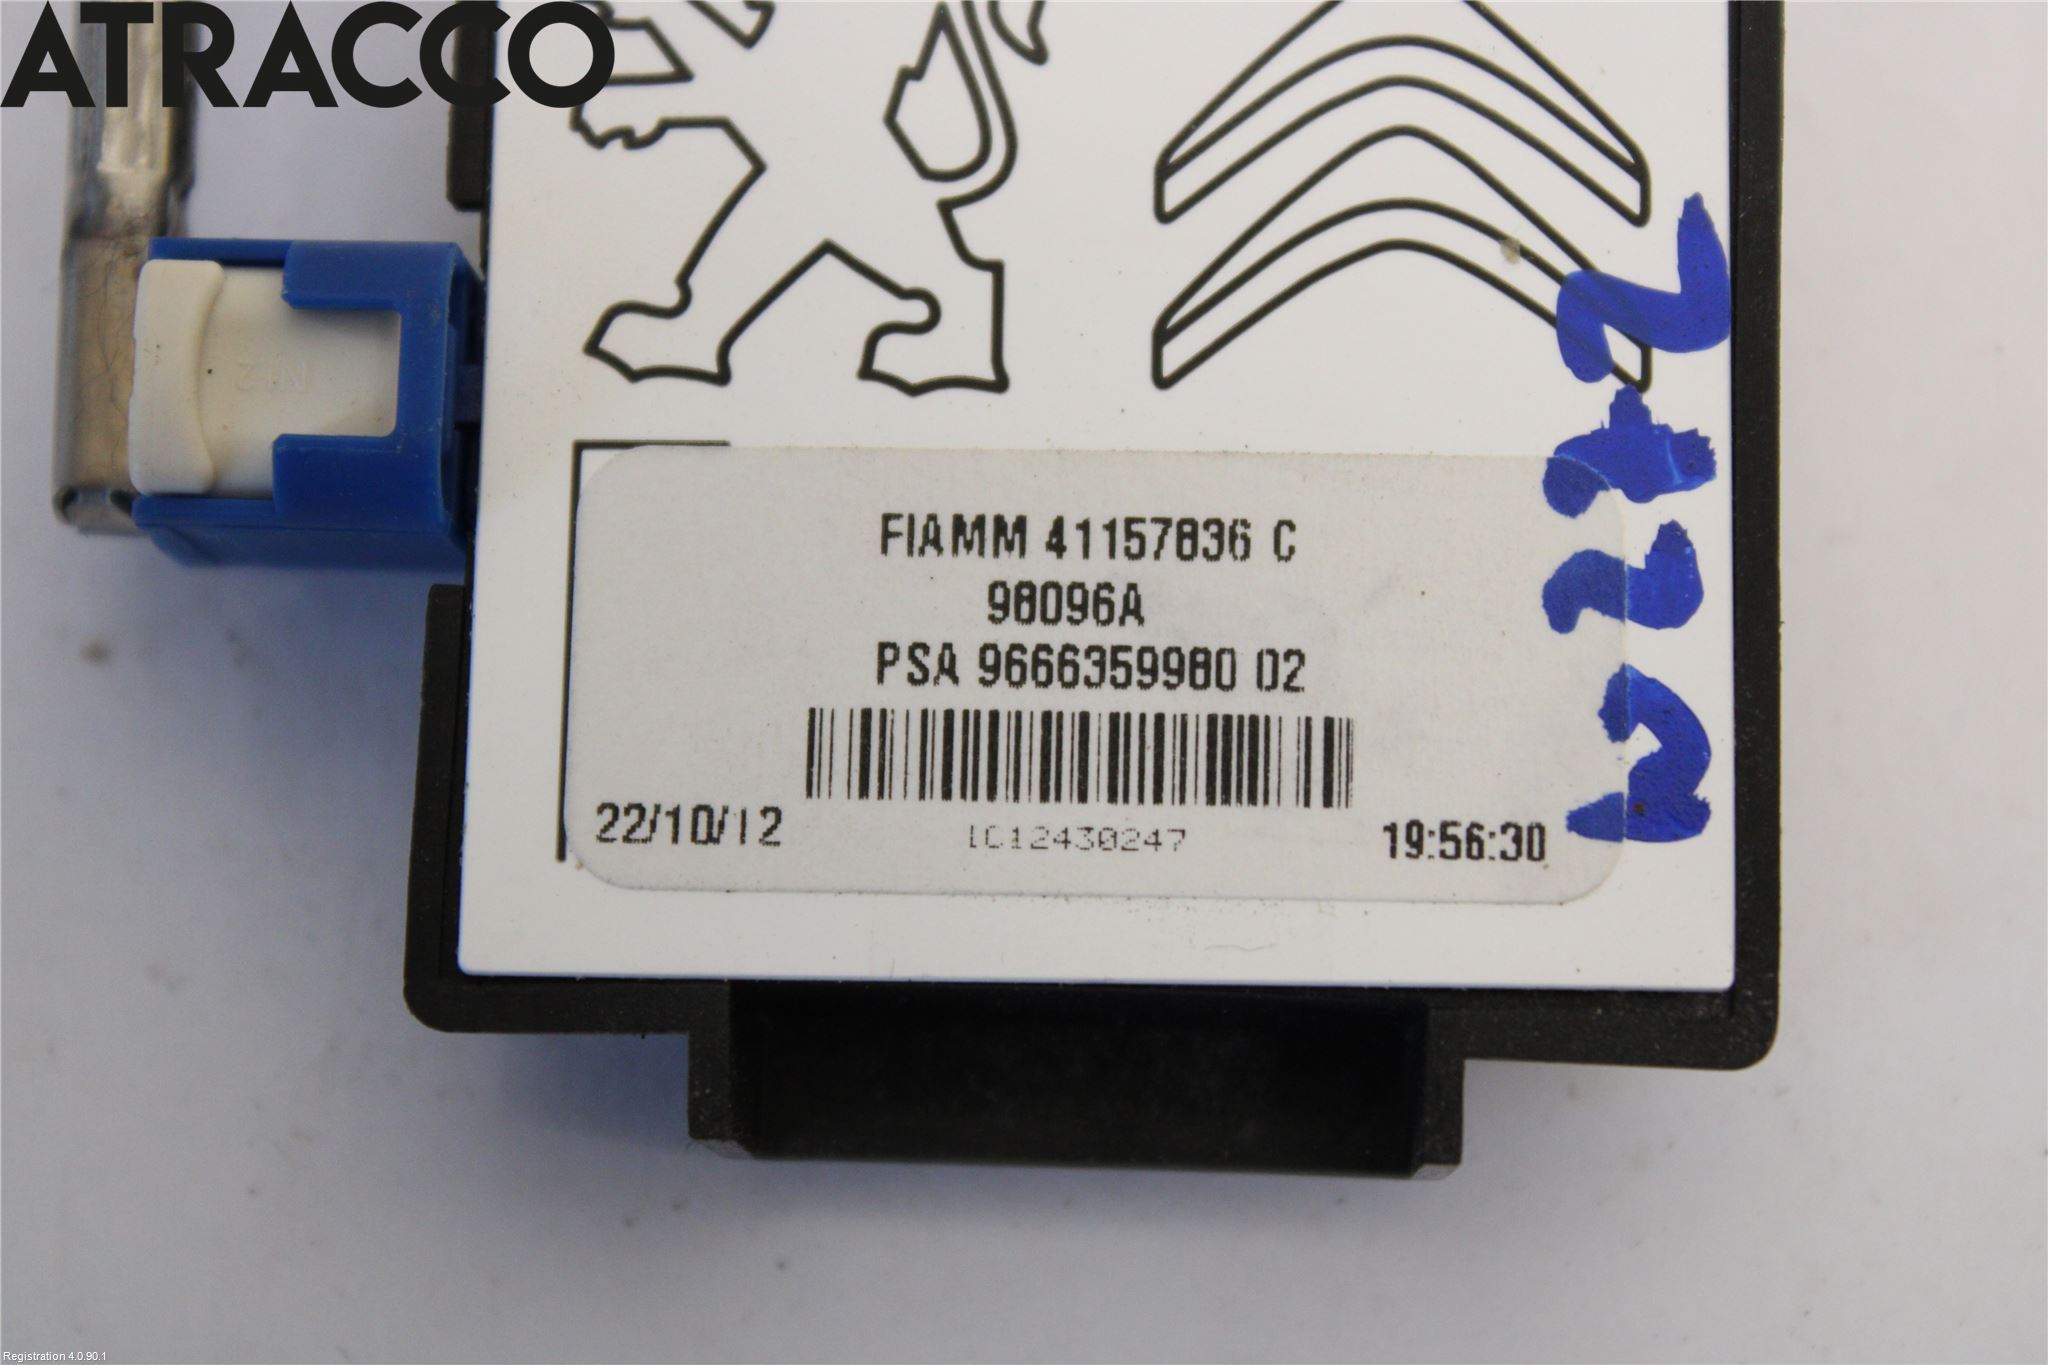 ATRACCO
FIAMM 41157836 C
98096A
PSA 9666359980 02
22/10/12
1C12430247
19:56:30
Registration 4.0.90.1